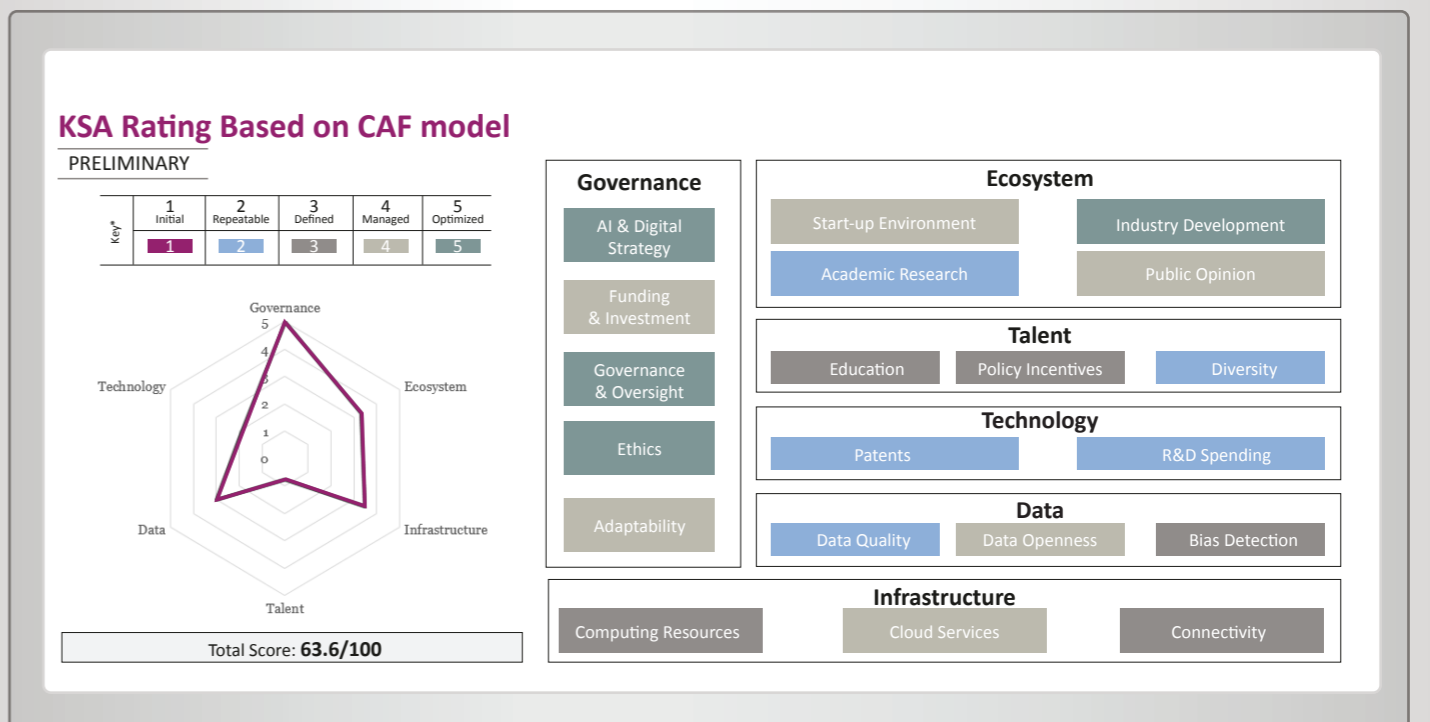 KSA Rating Based on CAF model
PRELIMINARY
Key*
1
Initial
2
Repeatable
3
Defined
4
Managed
5
Optimized
1
2
3
4
5
Governance
5
4
3
2
1
0
Ecosystem
Infrastructure
Talent
Data
Technology
Total Score: 63.6/100
Governance
AI & Digital
Strategy
Funding
& Investment
Governance
& Oversight
Ethics
Adaptability
Ecosystem
Start-up Environment
Industry Development
Academic Research
Public Opinion
Talent
Education
Policy Incentives
Diversity
Technology
Patents
R&D Spending
Data
Data Quality
Data Openness
Bias Detection
Infrastructure
Computing Resources
Cloud Services
Connectivity